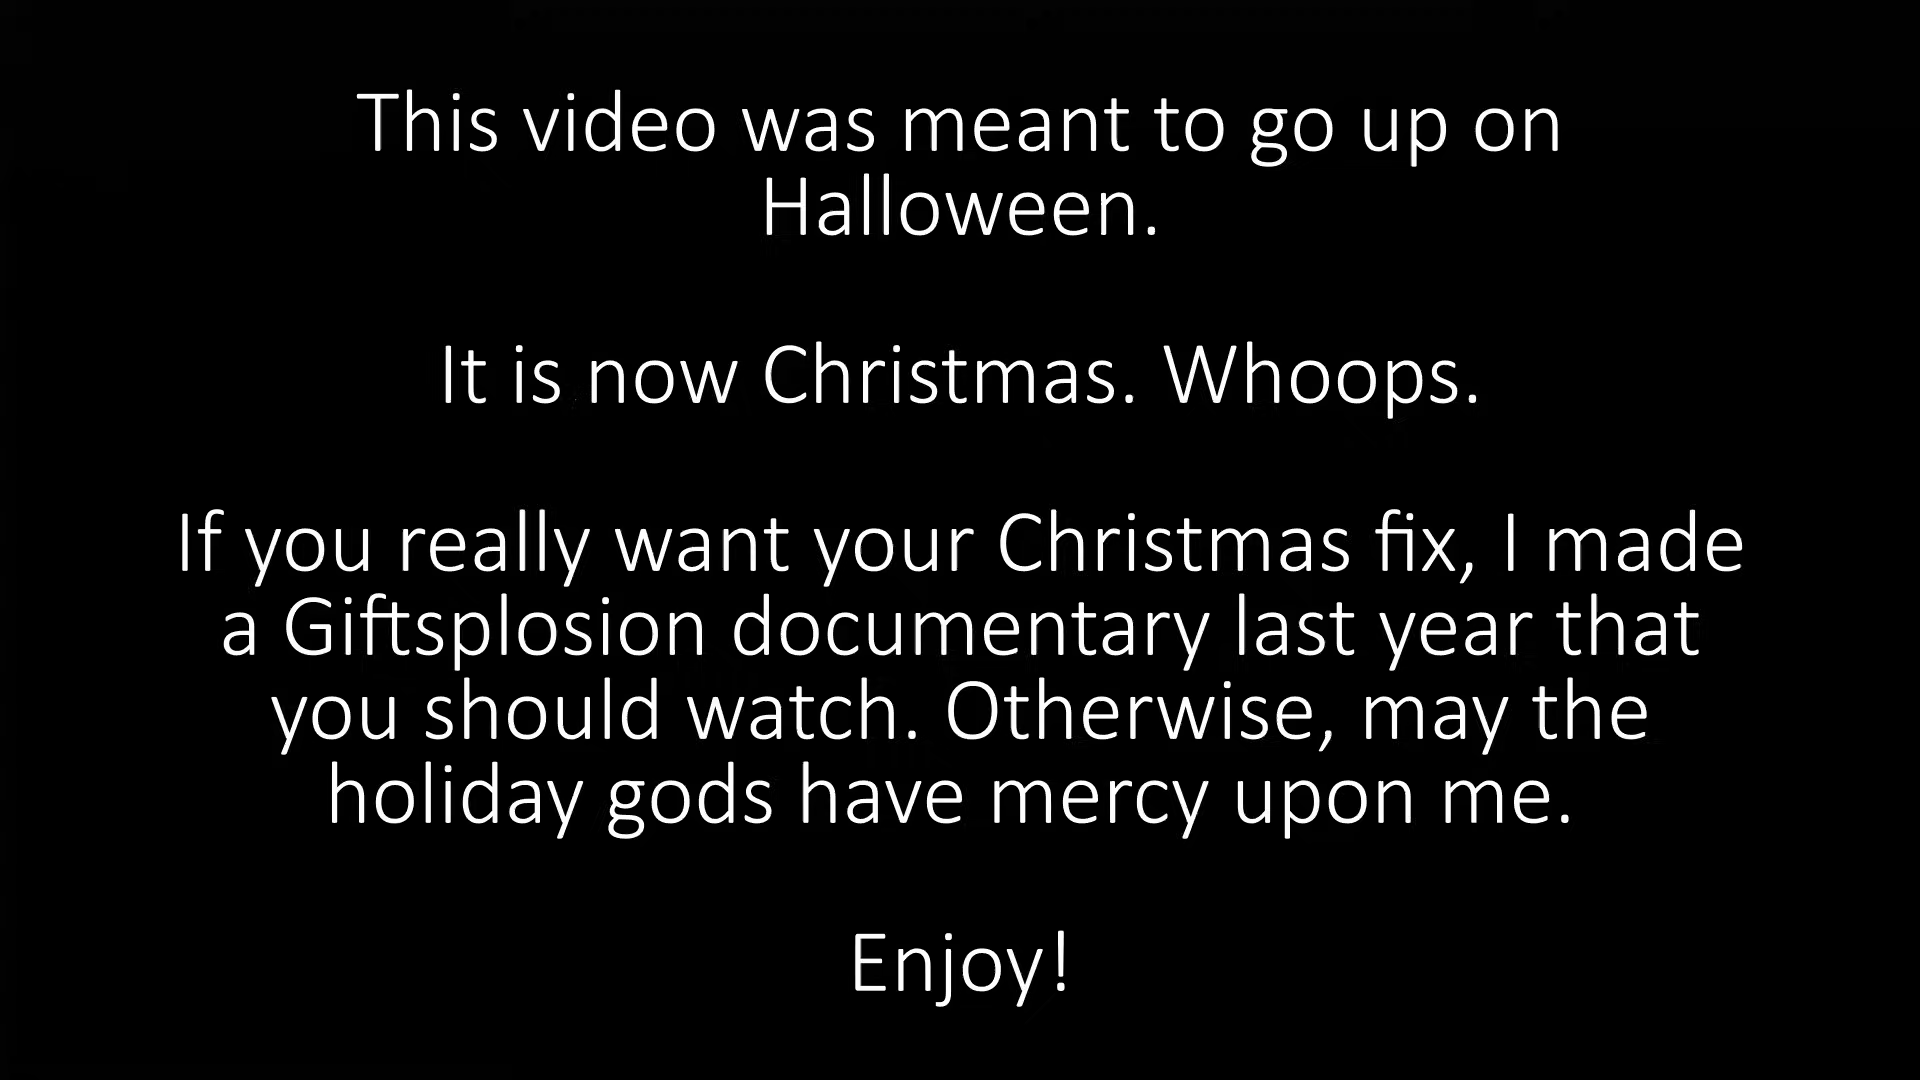 This video was meant to go up on
Halloween.
It is now Christmas. Whoops.
If you really want your Christmas fix, I made
a Giftsplosion documentary last year that
you should watch. Otherwise, may the
holiday gods have mercy upon me.
Enjoy!